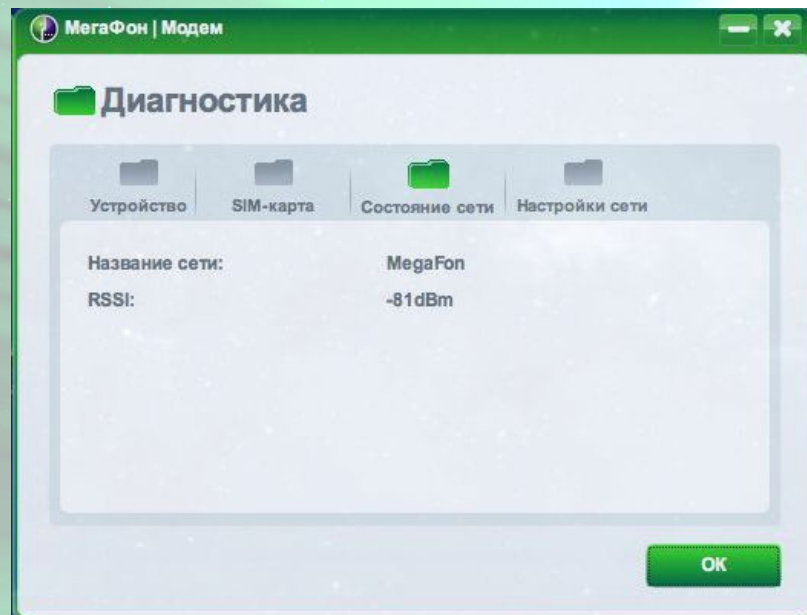 МегаФон | Модем
Диагностика
Устройство SIM-карта Состояние сети Настройки сети
Название сети: MegaFon
RSSI: -81dBm
OK